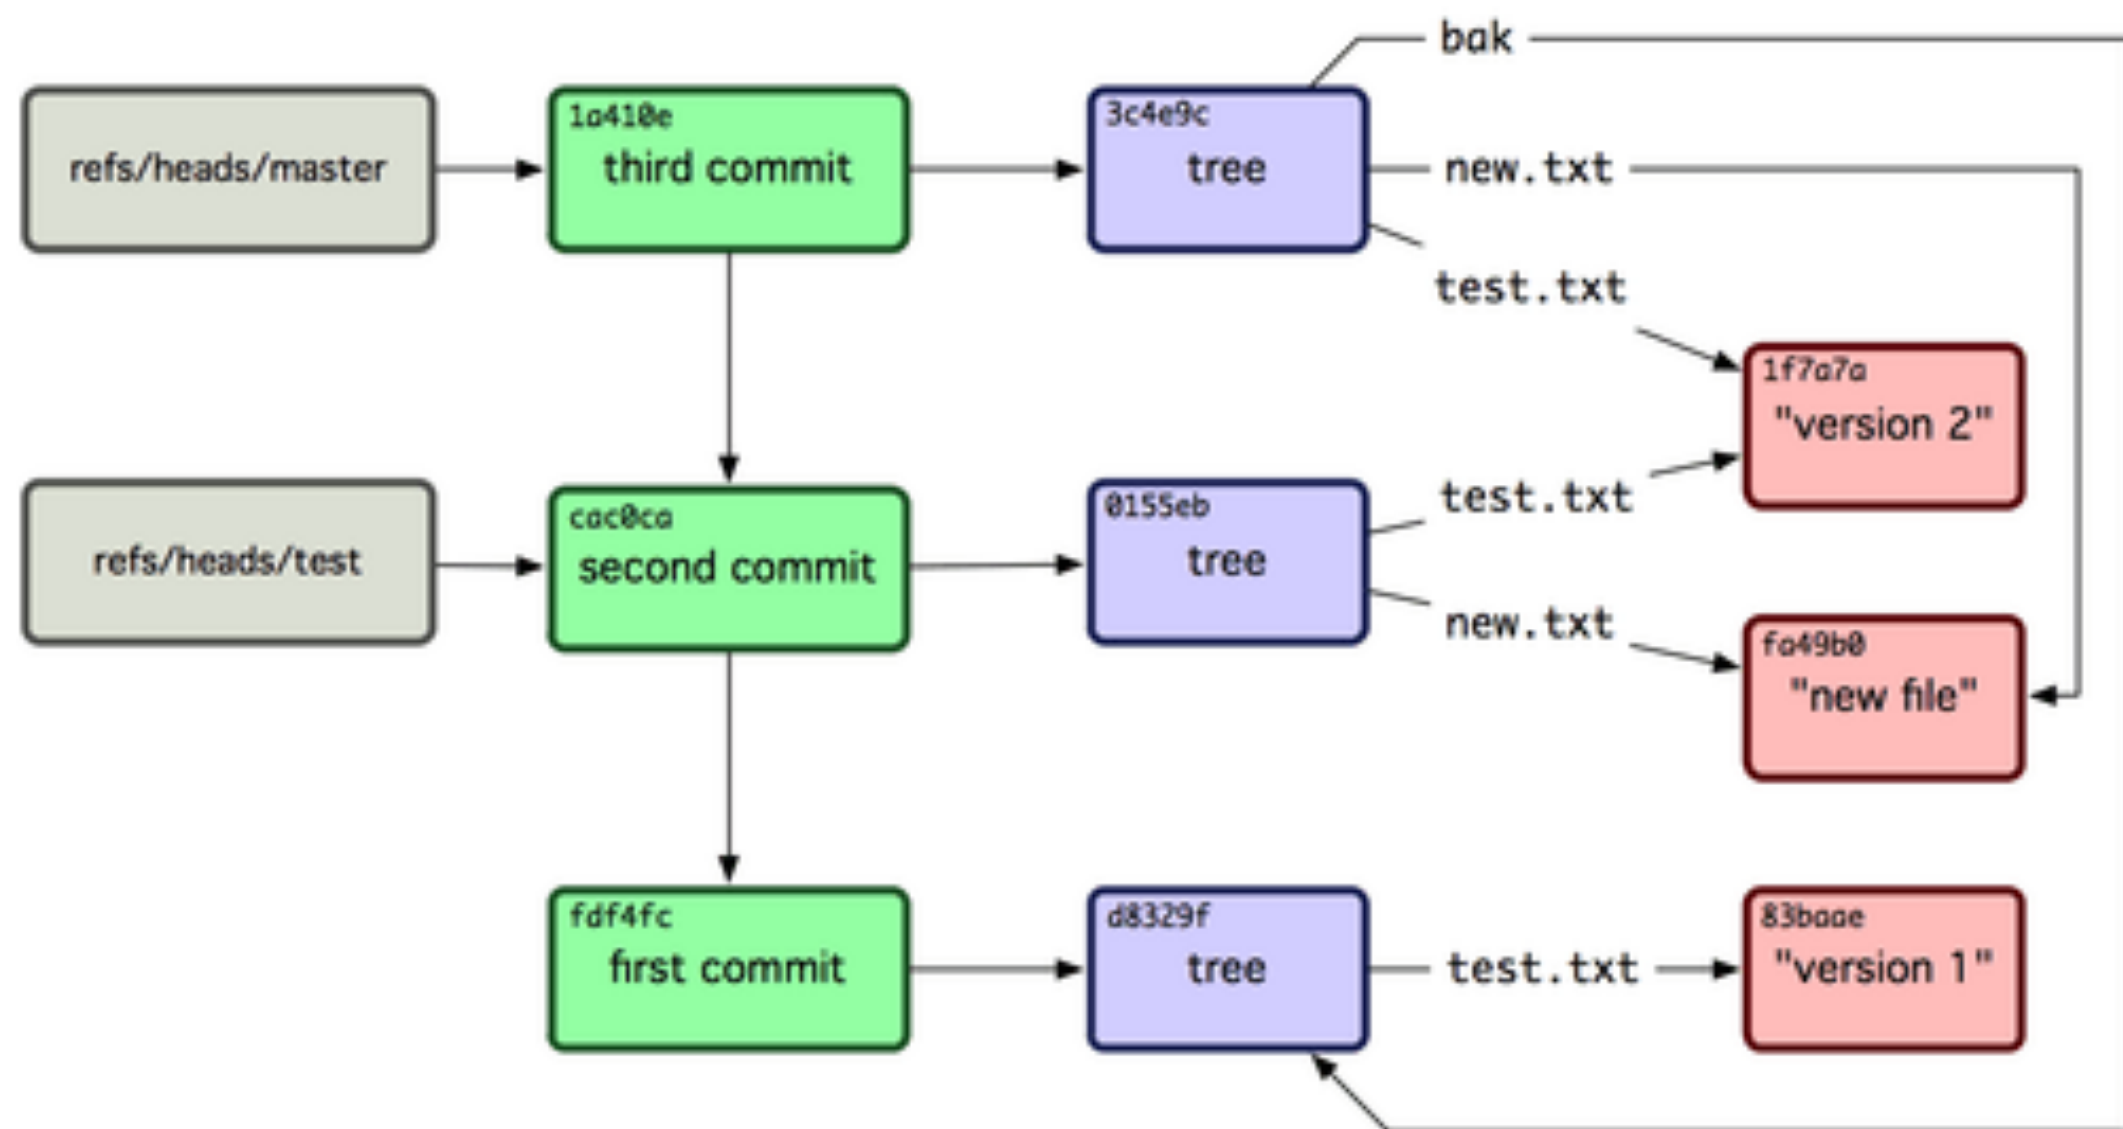 bak
refs/heads/master
1a410e
third commit
3c4e9c
tree
new.txt
test.txt
1f7a7a
"version 2"
refs/heads/test
cac0ca
second commit
0155eb
tree
test.txt
new.txt
fa49b0
"new file"
fdf4fc
first commit
d8329f
tree
test.txt
83baae
"version 1"